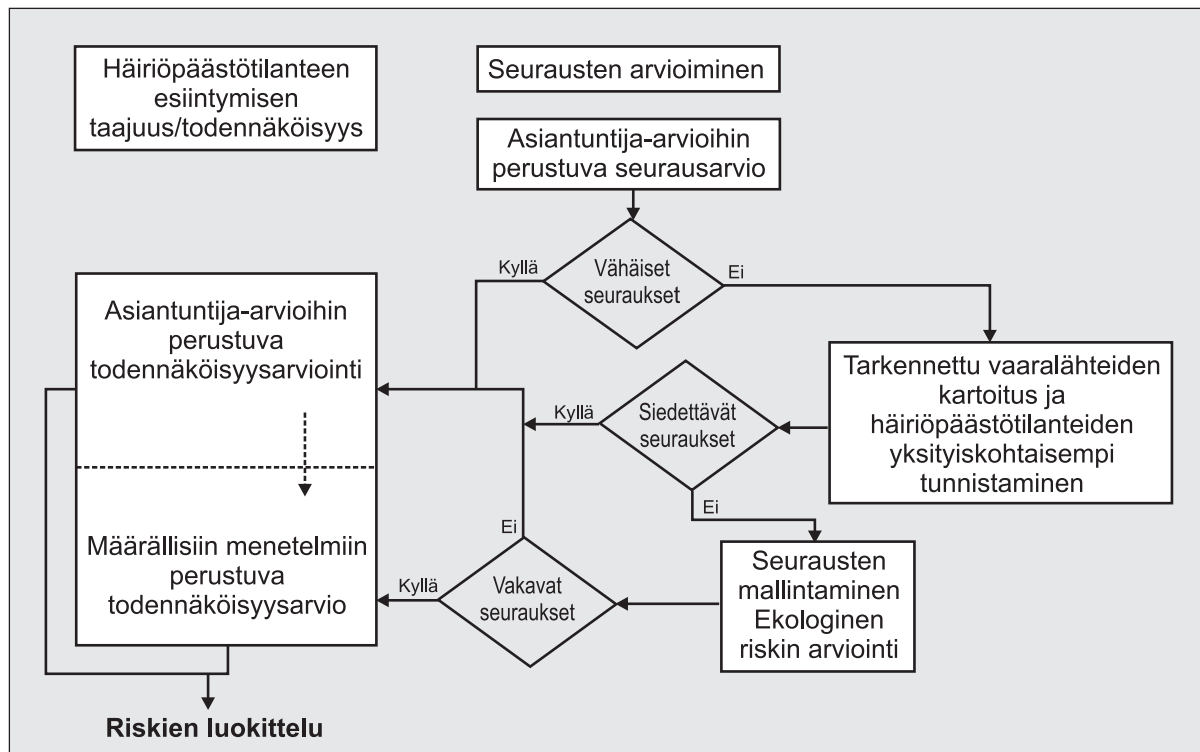 Häiriöpäästötilanteen
esiintymisen
taajuus/todennäköisyys
Seurausten arvioiminen
Asiantuntija-arvioihin
perustuva seurausarvio
Vähäiset
seuraukset
Kyllä
Ei
Asiantuntija-arvioihin
perustuva
todennäköisyysarviointi
Tarkennettu vaaralähteiden
kartoitus ja
häiriöpäästötilanteiden
yksityiskohtaisempi
tunnistaminen
Siedettävät
seuraukset
Kyllä
Ei
Seurausten
mallintaminen
Ekologinen
riskin arviointi
Ei
Vakavat
seuraukset
Kyllä
Määrällisiin menetelmiin
perustuva
todennäköisyysarvio
Riskien luokittelu